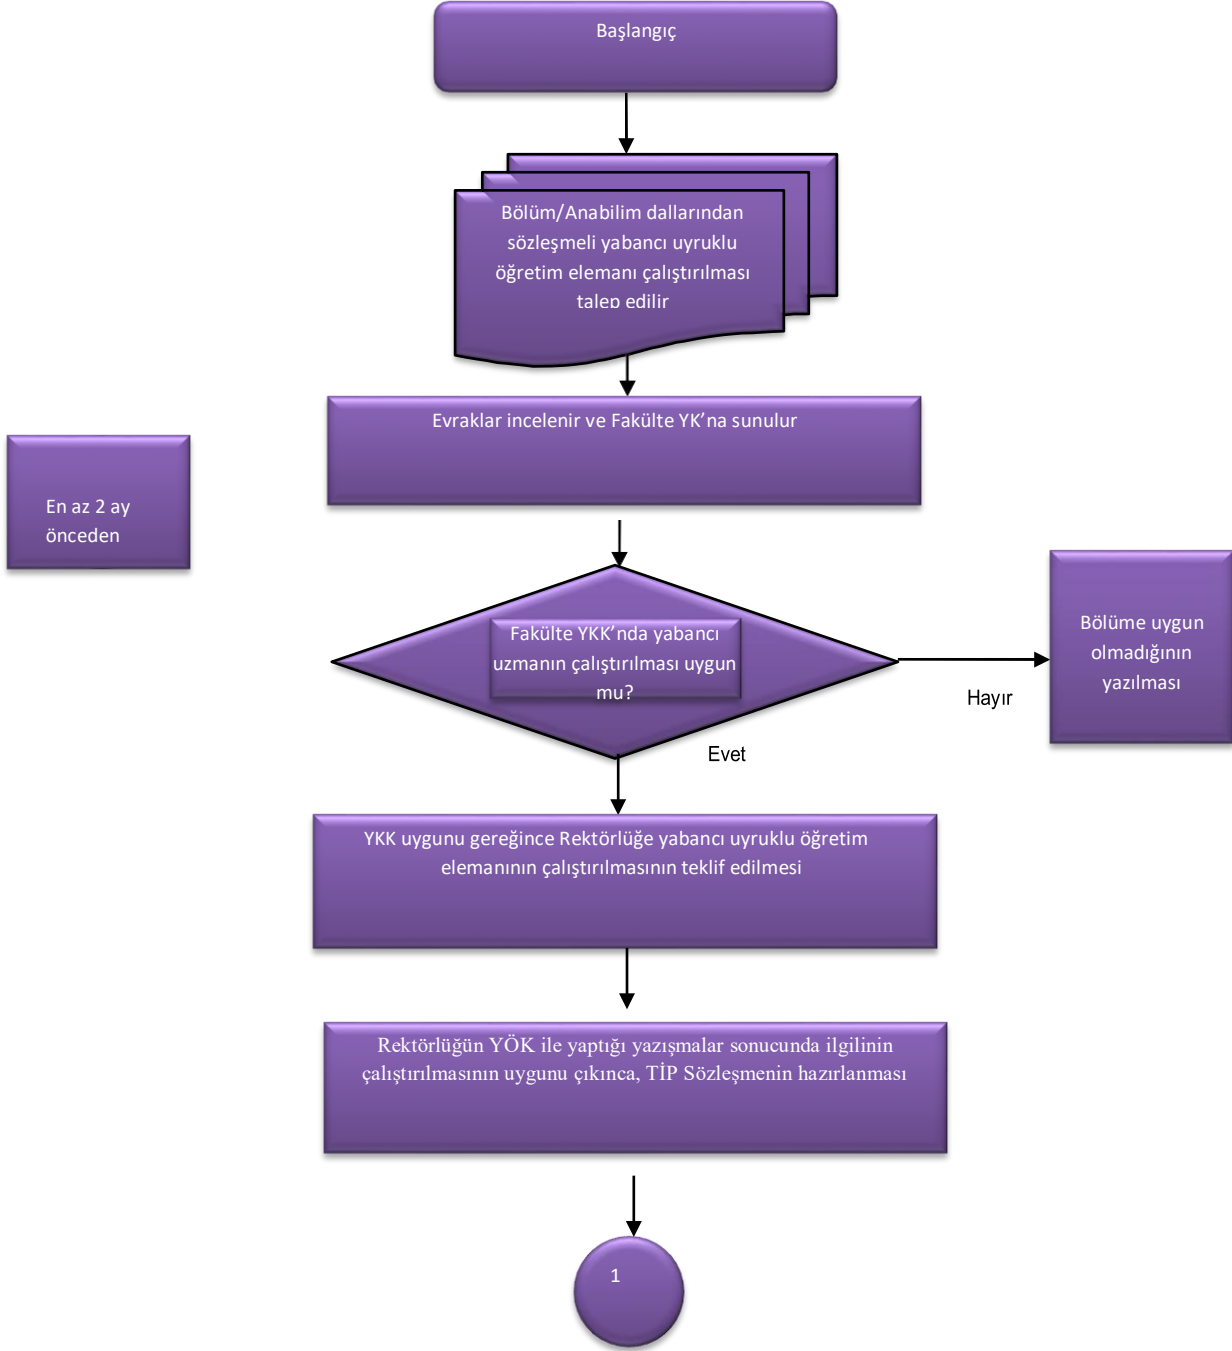 Başlangıç
Bölüm/Anabilim dallarından
sözleşmeli yabancı uyruklu
öğretim elemanı çalıştırılması
talep edilir
Evraklar incelenir ve Fakülte YK’na sunulur
En az 2 ay
önceden
Fakülte YKK’nda yabancı
uzmanın çalıştırılması uygun
mu?
Bölüme uygun
olmadığının
yazılması
Hayır
Evet
YKK uygunu gereğince Rektörlüğe yabancı uyruklu öğretim
elemanının çalıştırılmasının teklif edilmesi
Rektörlüğün YÖK ile yaptığı yazışmalar sonucunda ilgilinin
çalıştırılmasının uygunu çıkınca, TİP Sözleşmenin hazırlanması
1